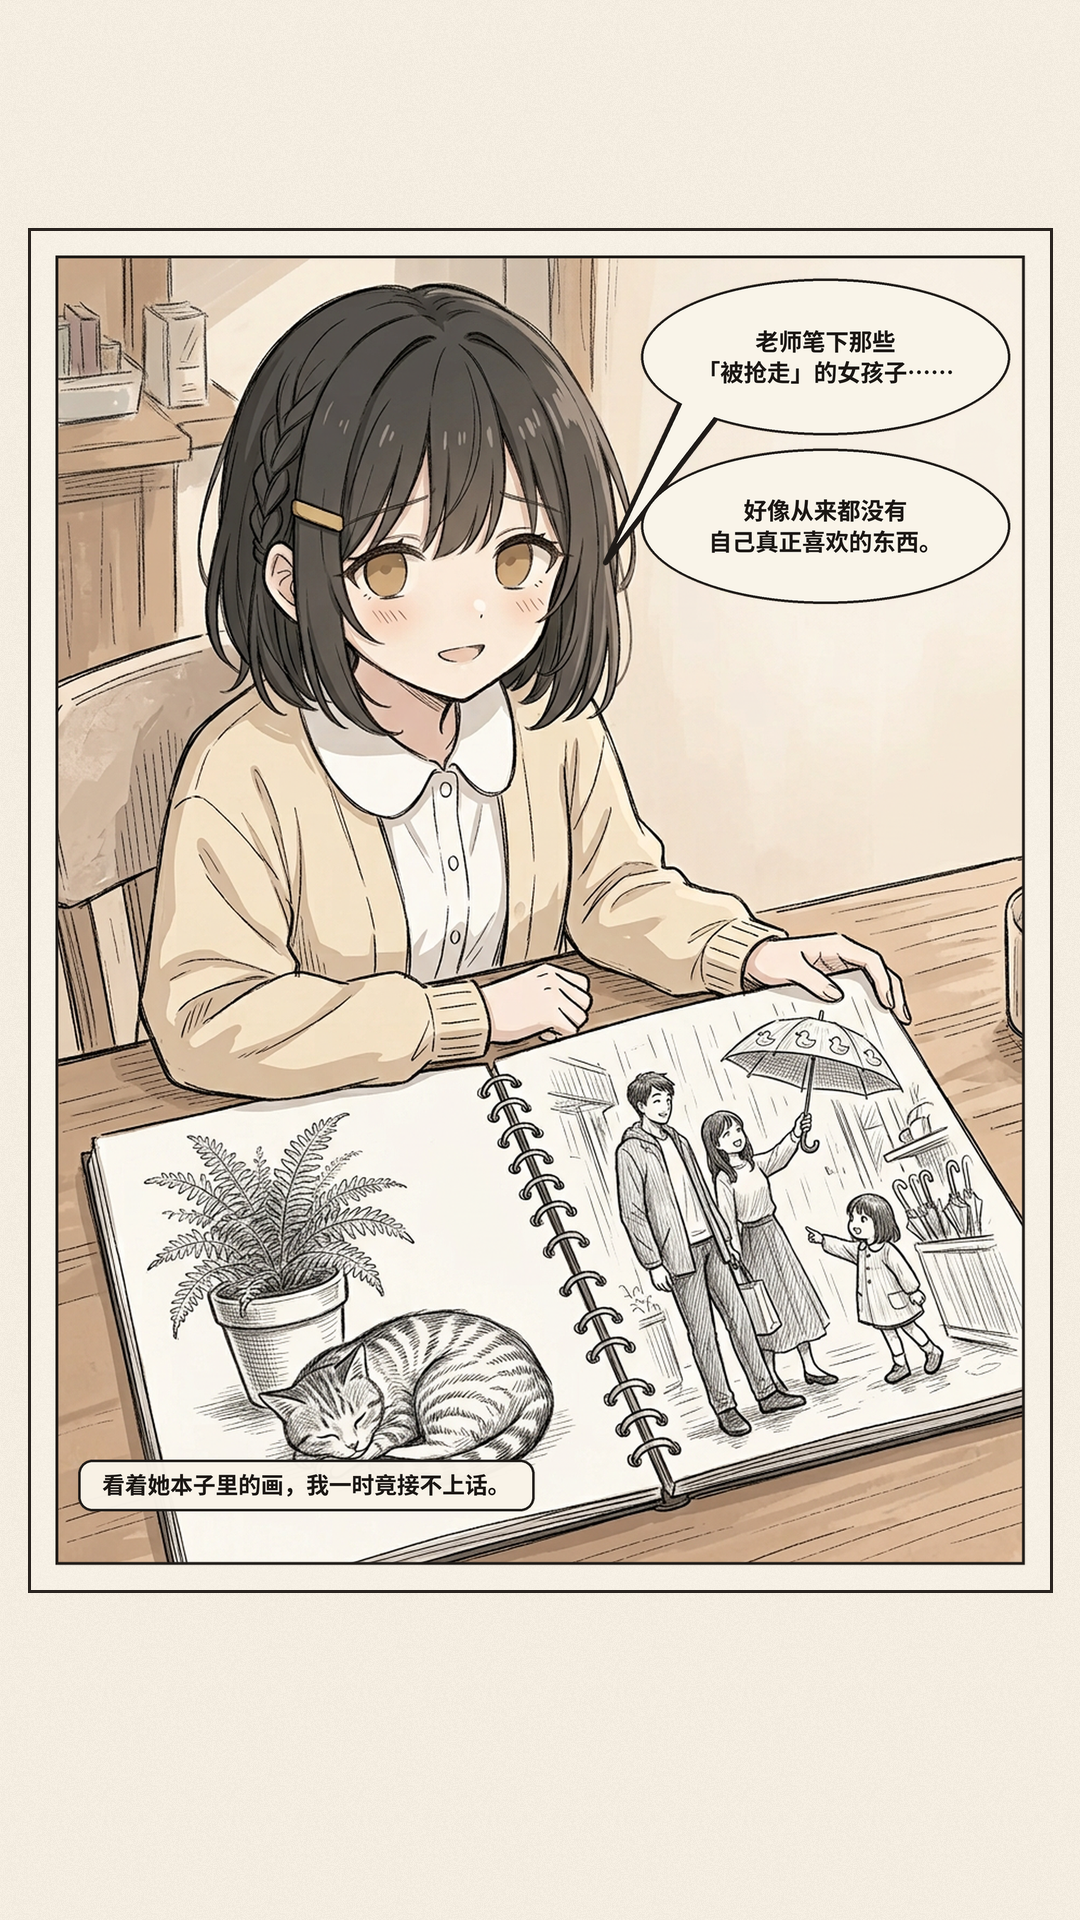 老师笔下那些
「被抢走」的女孩子……
好像从来都没有
自己真正喜欢的东西。
看着她本子里的画，我一时竟接不上话。